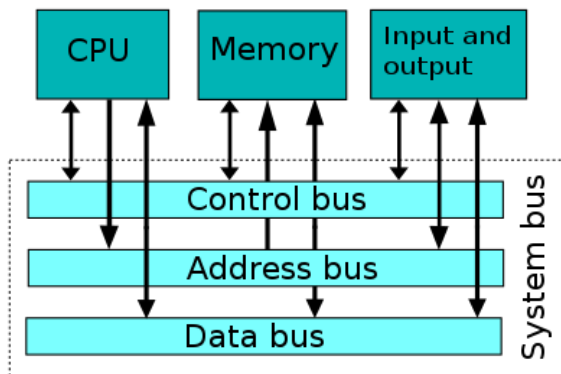 CPU
Memory
Input and
output
Control bus
Address bus
Data bus
System bus